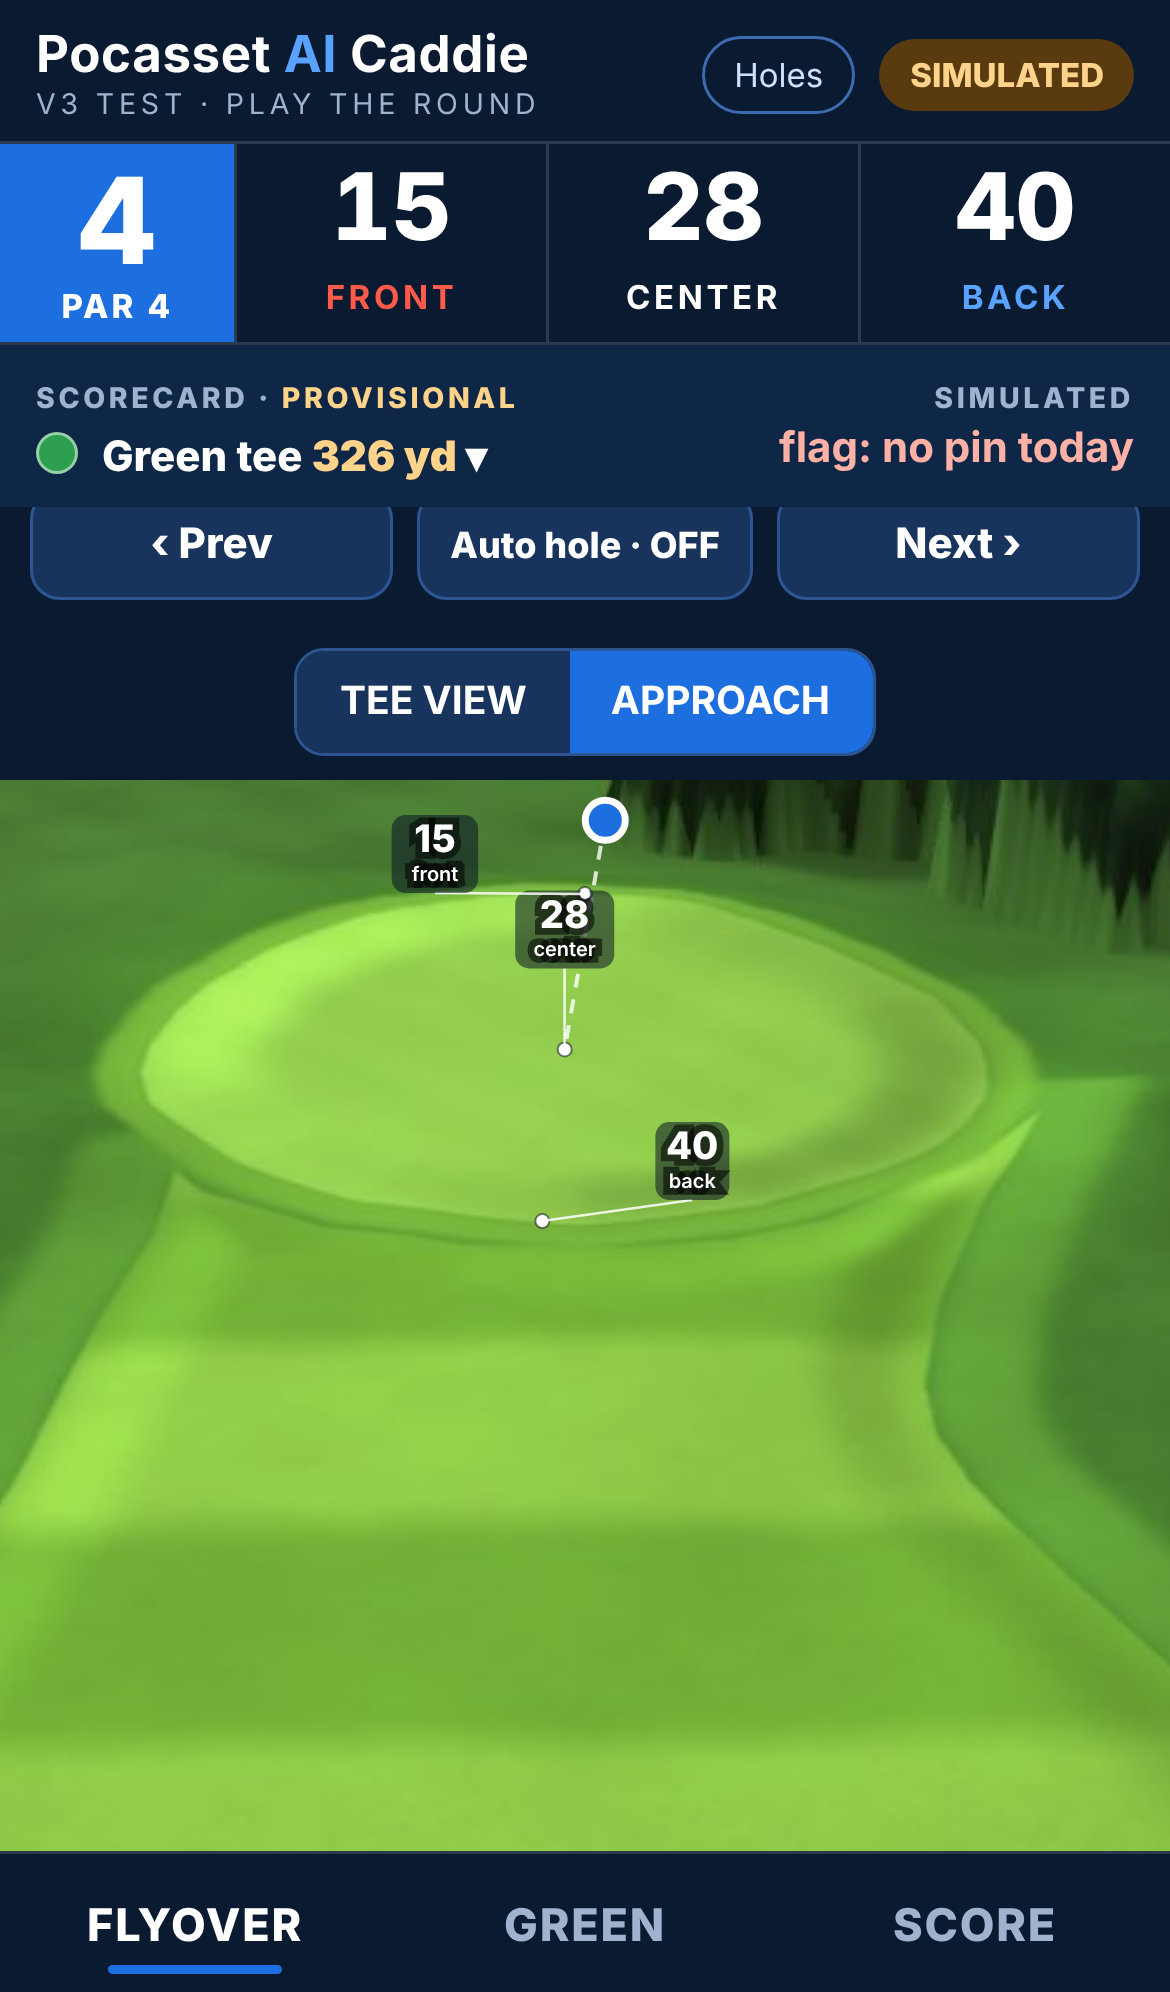 Pocasset AI Caddie
V3 TEST · PLAY THE ROUND
Holes
SIMULATED
4
PAR 4
15
FRONT
28
CENTER
40
BACK
SCORECARD · PROVISIONAL
Green tee 326 yd ▾
SIMULATED
flag: no pin today
‹ Prev
Auto hole · OFF
Next ›
TEE VIEW
APPROACH
15
front
28
center
40
back
FLYOVER
GREEN
SCORE